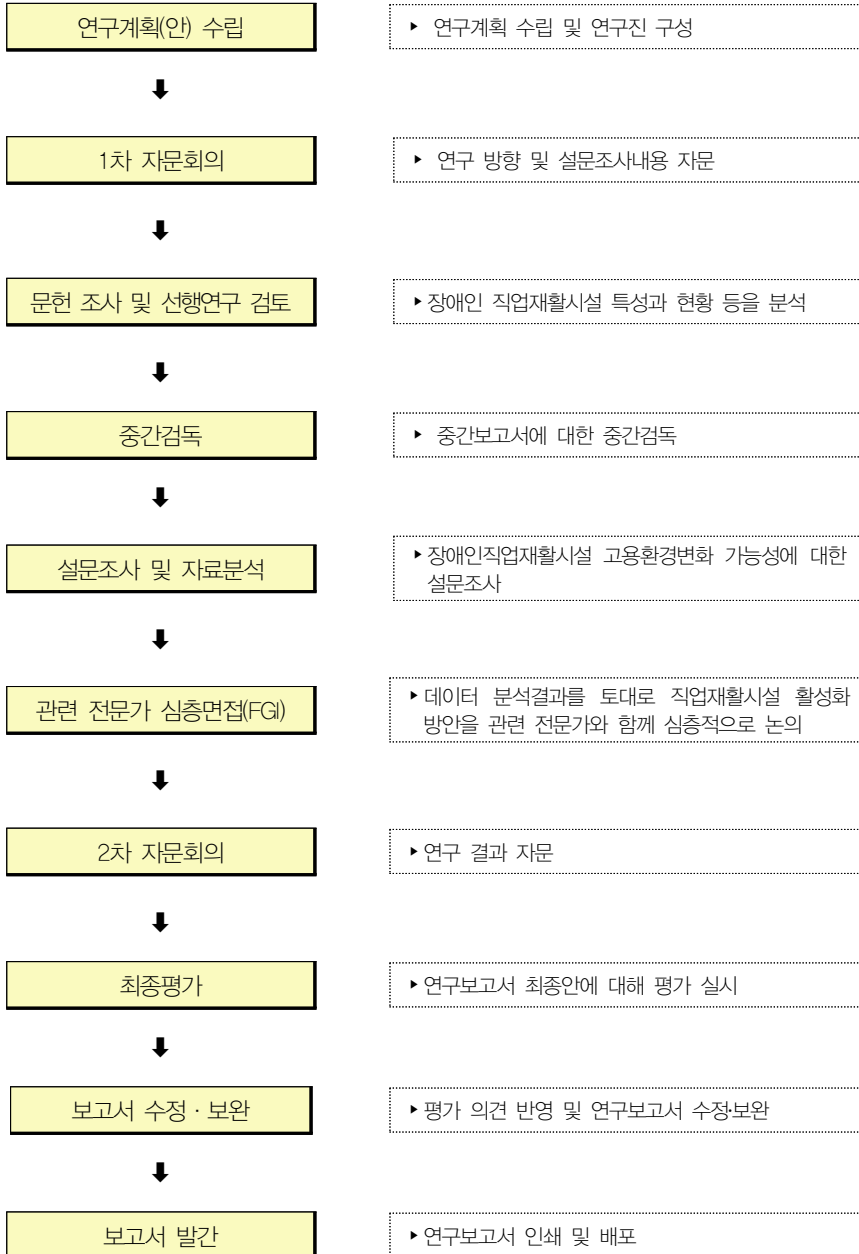 연구계획(안) 수립
▶ 연구계획 수립 및 연구진 구성
⬇
1차 자문회의
▶ 연구 방향 및 설문조사내용 자문
⬇
문헌 조사 및 선행연구 검토
▶장애인 직업재활시설 특성과 현황 등을 분석
⬇
중간검독
▶ 중간보고서에 대한 중간검독
⬇
설문조사 및 자료분석
▶장애인직업재활시설 고용환경변화 가능성에 대한
설문조사
⬇
관련 전문가 심층면접(FGI)
▶데이터 분석결과를 토대로 직업재활시설 활성화
방안을 관련 전문가와 함께 심층적으로 논의
⬇
2차 자문회의
▶연구 결과 자문
⬇
최종평가
▶연구보고서 최종안에 대해 평가 실시
⬇
보고서 수정 · 보완
▶평가 의견 반영 및 연구보고서 수정·보완
⬇
보고서 발간
▶연구보고서 인쇄 및 배포